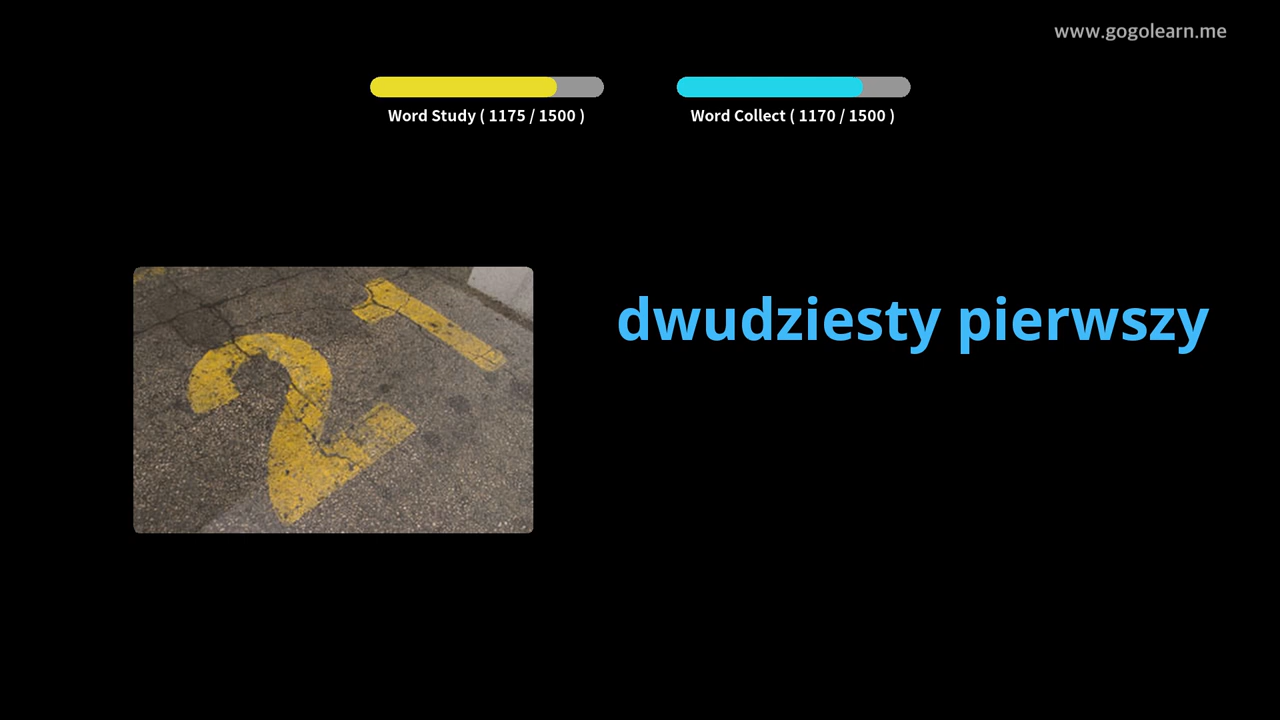 www.gogolearn.me
Word Study ( 1175 / 1500 )
Word Collect ( 1170 / 1500 )
21
dwudziesty pierwszy